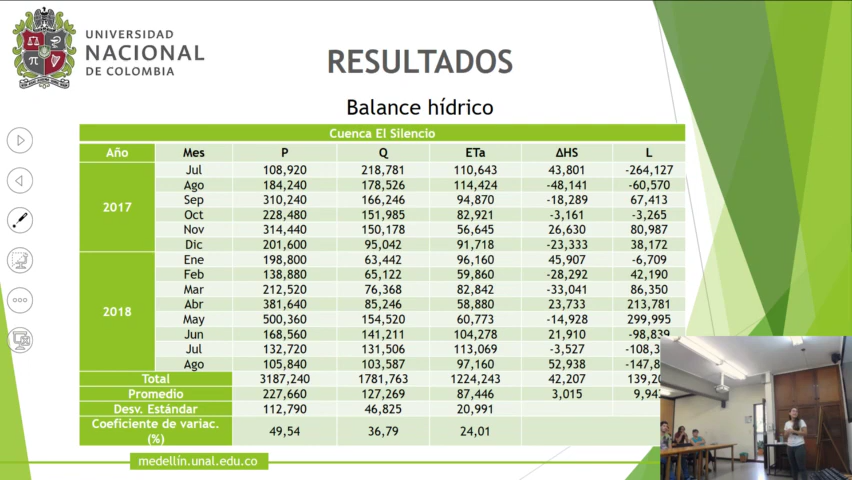 UNIVERSIDAD
NACIONAL
DE COLOMBIA
RESULTADOS
Balance hídrico
Cuenca El Silencio
Año Mes P Q ETa ΔHS L
2017
Jul 108,920 218,781 110,643 43,801 -264,127
Ago 184,240 178,526 114,424 -48,141 -60,570
Sep 310,240 166,246 94,870 -18,289 67,413
Oct 228,480 151,985 82,921 -3,161 -3,265
Nov 314,440 150,178 56,645 26,630 80,987
Dic 201,600 95,042 91,718 -23,333 38,172
2018
Ene 198,800 63,442 96,160 45,907 -6,709
Feb 138,880 65,122 59,860 -28,292 42,190
Mar 212,520 76,368 82,842 -33,041 86,350
Abr 381,640 85,246 58,880 23,733 213,781
May 500,360 154,520 60,773 -14,928 299,995
Jun 168,560 141,211 104,278 21,910 -98,839
Jul 132,720 131,506 113,069 -3,527 -108,3
Ago 105,840 103,587 97,160 52,938 -147,8
Total 3187,240 1781,763 1224,243 42,207 139,20
Promedio 227,660 127,269 87,446 3,015 9,94
Desv. Estándar 112,790 46,825 20,991
Coeficiente de variac.
(%) 49,54 36,79 24,01
medellín.unal.edu.co